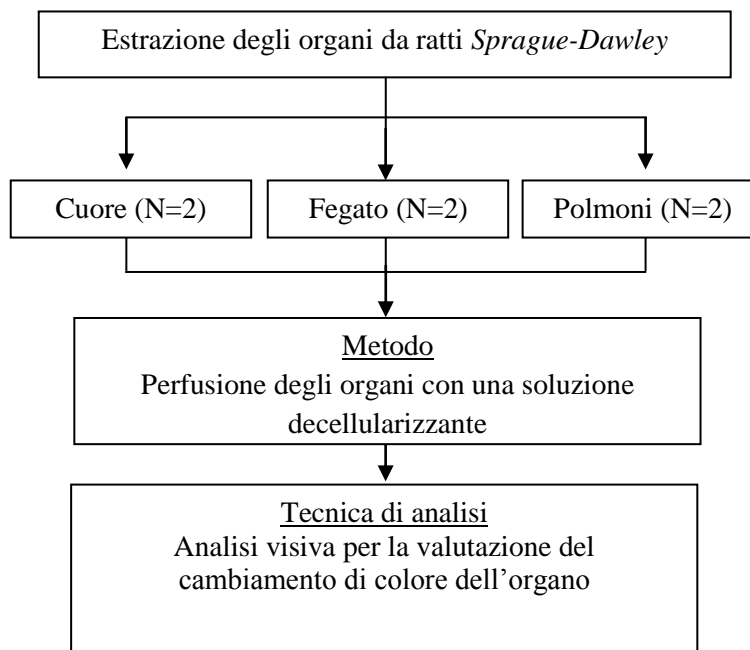 Estrazione degli organi da ratti Sprague-Dawley
Cuore (N=2)
Fegato (N=2)
Polmoni (N=2)
Metodo
Perfusione degli organi con una soluzione
decellularizzante
Tecnica di analisi
Analisi visiva per la valutazione del
cambiamento di colore dell’organo